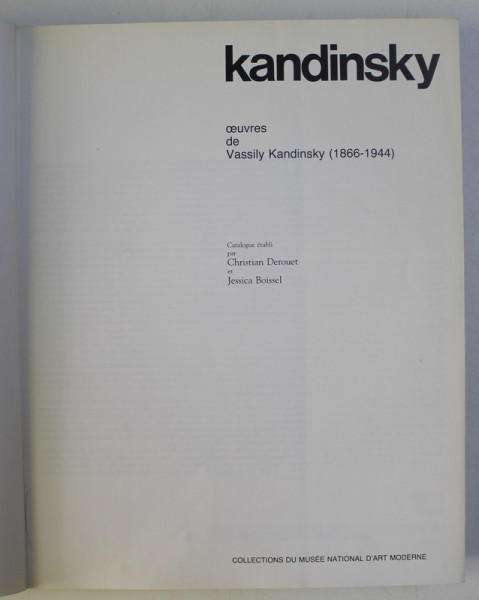 kandinsky
œuvres
de
Vassily Kandinsky (1866-1944)
Catalogue établi
par
Christian Derouet
et
Jessica Boissel
COLLECTIONS DU MUSÉE NATIONAL D'ART MODERNE